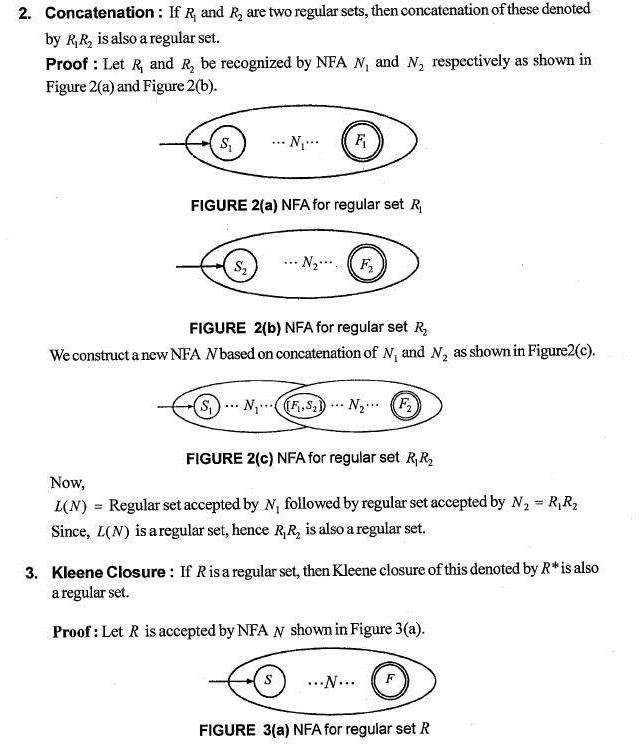 2. Concatenation : If R₁ and R₂ are two regular sets, then concatenation of these denoted
by R₁R₂ is also a regular set.
Proof : Let R₁ and R₂ be recognized by NFA N₁ and N₂ respectively as shown in
Figure 2(a) and Figure 2(b).
S₁ ··· N₁··· F₁
FIGURE 2(a) NFA for regular set R₁
S₂ ··· N₂··· F₂
FIGURE 2(b) NFA for regular set R₂
We construct a new NFA N based on concatenation of N₁ and N₂ as shown in Figure2(c).
S₁ ··· N₁··· [F₁,S₂] ··· N₂··· F₂
FIGURE 2(c) NFA for regular set R₁R₂
Now,
L(N) = Regular set accepted by N₁ followed by regular set accepted by N₂ = R₁R₂
Since, L(N) is a regular set, hence R₁R₂ is also a regular set.
3. Kleene Closure : If R is a regular set, then Kleene closure of this denoted by R* is also
a regular set.
Proof : Let R is accepted by NFA N shown in Figure 3(a).
S ···N··· F
FIGURE 3(a) NFA for regular set R